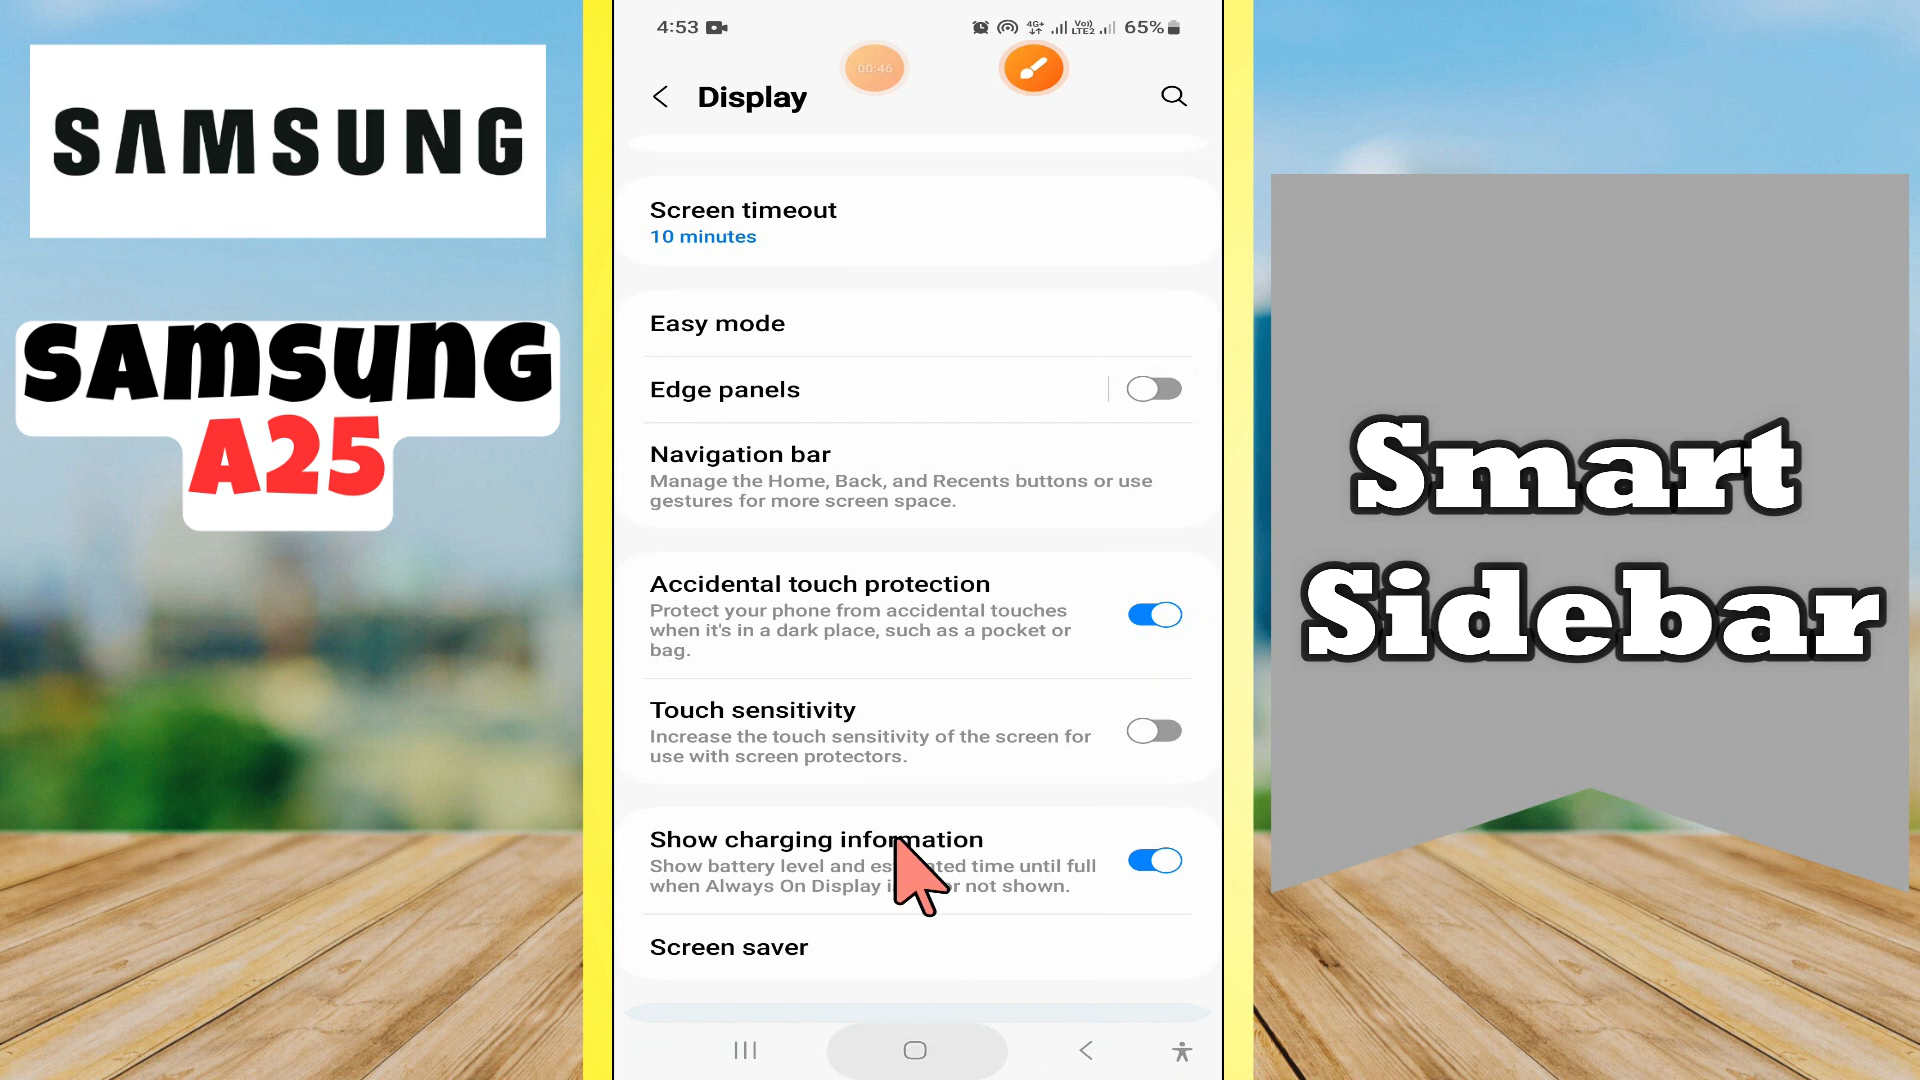 SAMSUNG
SAMSUNG
A25
4:53
4G+
Vo))
LTE2
65%
00:46
Display
Screen timeout
10 minutes
Easy mode
Edge panels
Navigation bar
Manage the Home, Back, and Recents buttons or use
gestures for more screen space.
Accidental touch protection
Protect your phone from accidental touches
when it's in a dark place, such as a pocket or
bag.
Touch sensitivity
Increase the touch sensitivity of the screen for
use with screen protectors.
Show charging information
Show battery level and es ted time until full
when Always On Display i r not shown.
Screen saver
Smart
Sidebar